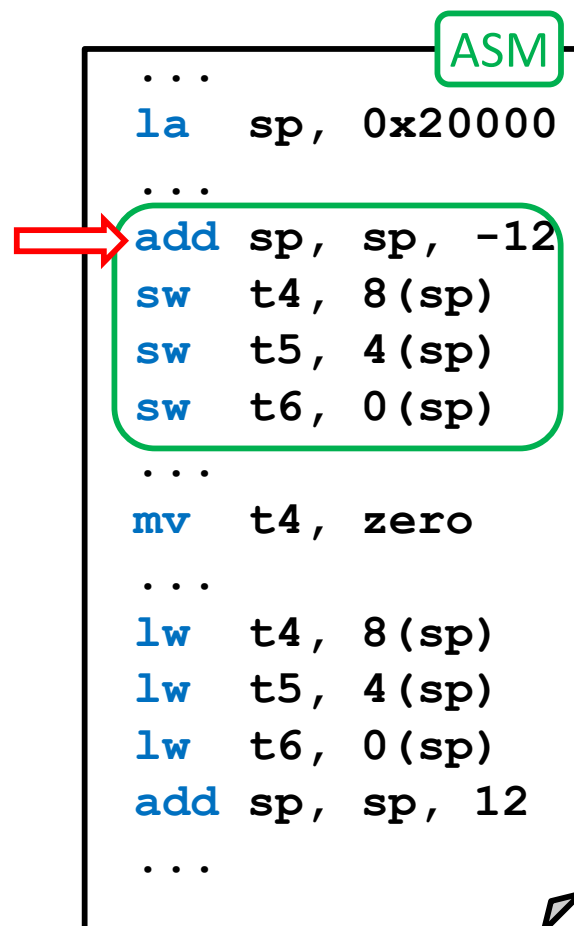 ASM
...
la sp, 0x20000
...
add sp, sp, -12
sw t4, 8(sp)
sw t5, 4(sp)
sw t6, 0(sp)
...
mv t4, zero
...
lw t4, 8(sp)
lw t5, 4(sp)
lw t6, 0(sp)
add sp, sp, 12
...